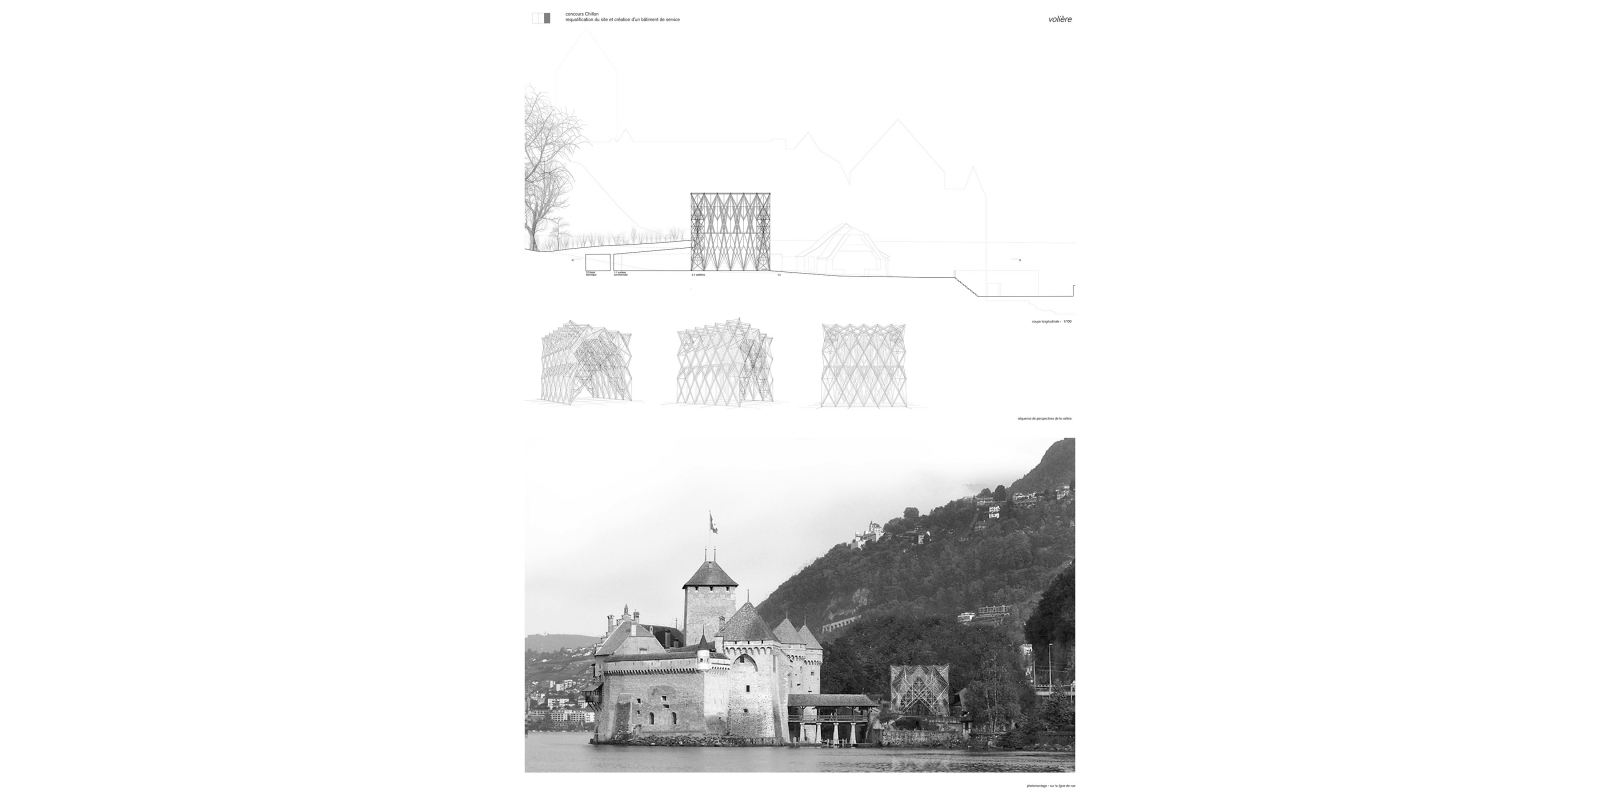 concours Chillon
requalification du site et création d'un bâtiment de service
volière
coupe longitudinale - 1/100
séquence de perspectives de la volière
photomontage - sur la ligne de vue